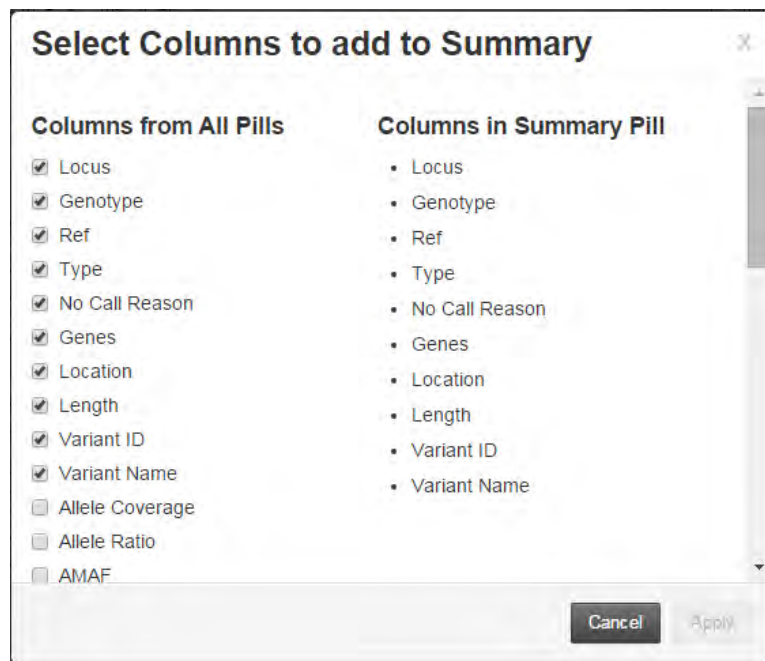 Select Columns to add to Summary
X
Columns from All Pills
Locus
Genotype
Ref
Type
No Call Reason
Genes
Location
Length
Variant ID
Variant Name
Allele Coverage
Allele Ratio
AMAF
Columns in Summary Pill
• Locus
• Genotype
• Ref
• Type
• No Call Reason
• Genes
• Location
• Length
• Variant ID
• Variant Name
Cancel
Apply